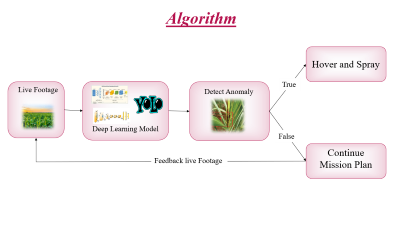 Algorithm
Live Footage
yolo
Deep Learning Model
Detect Anomaly
True
Hover and Spray
False
Continue
Mission Plan
Feedback live Footage